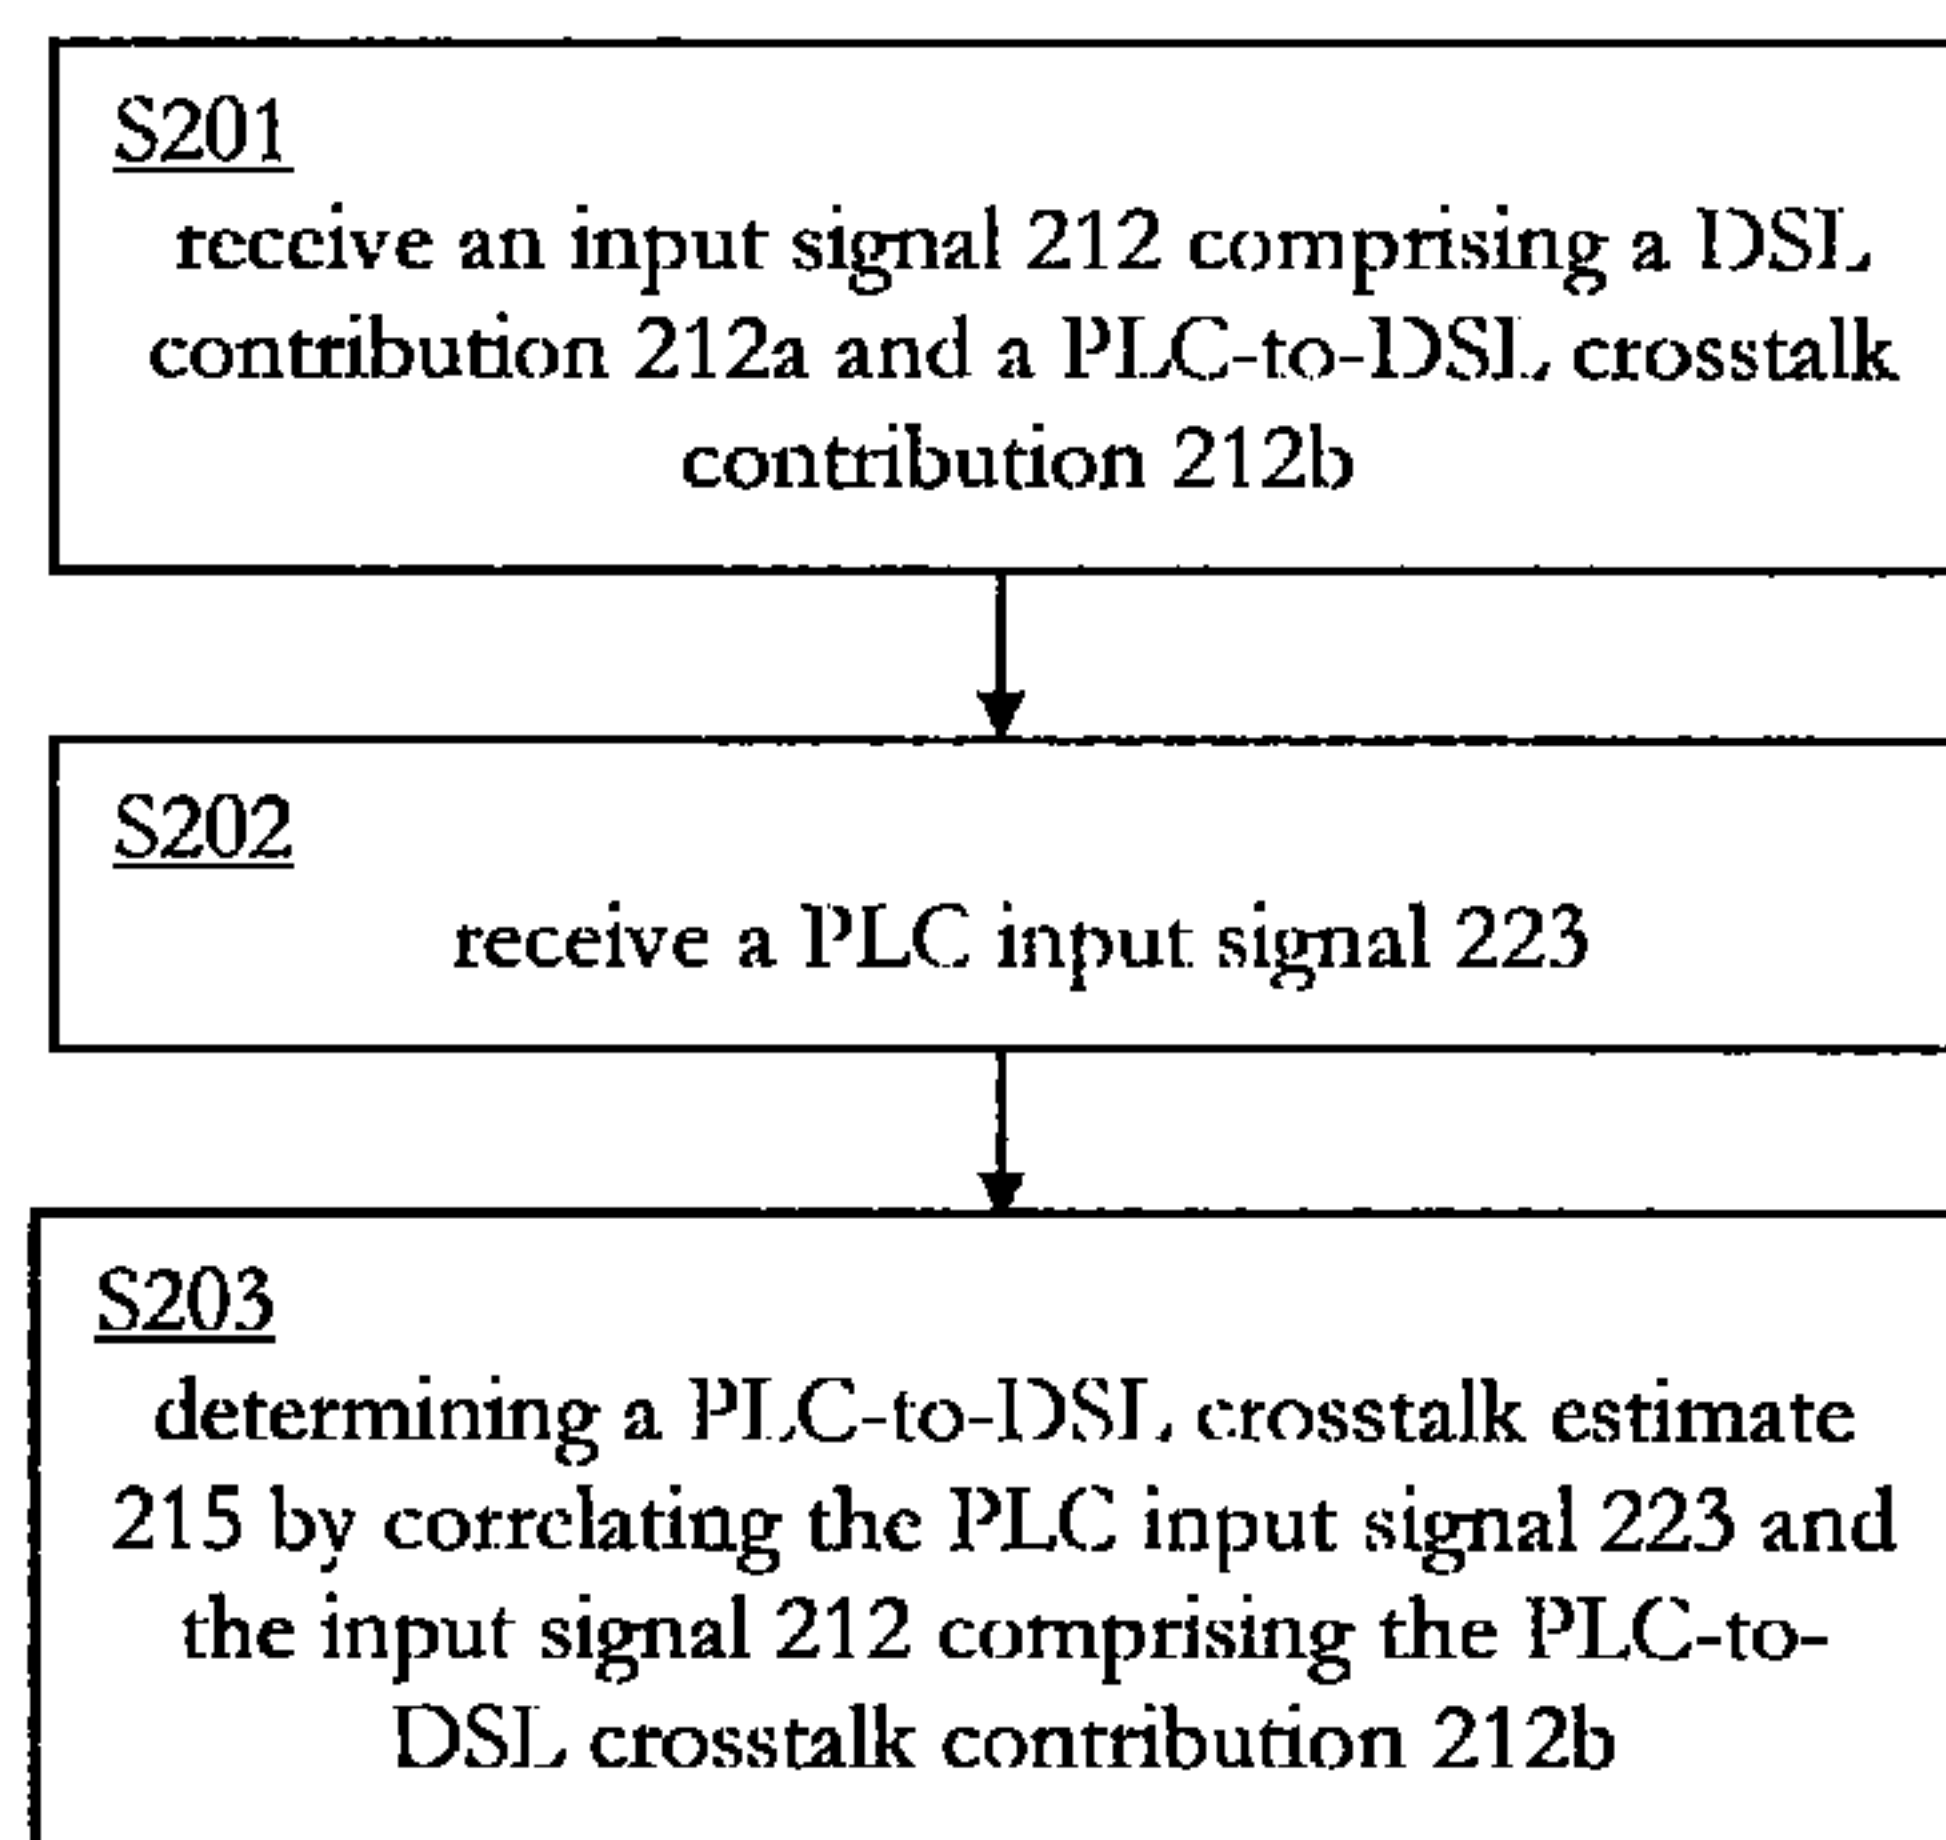 S201
receive an input signal 212 comprising a DSL
contribution 212a and a PLC-to-DSL crosstalk
contribution 212b
S202
receive a PLC input signal 223
S203
determining a PLC-to-DSL crosstalk estimate
215 by correlating the PLC input signal 223 and
the input signal 212 comprising the PLC-to-
DSL crosstalk contribution 212b